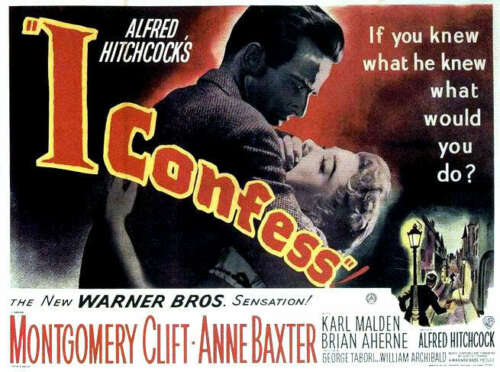 ALFRED
HITCHCOCK'S
"I
Confess"
If you knew
what he knew
what
would
you
do?
THE NEW WARNER BROS. SENSATION!
MONTGOMERY CLIFT · ANNE BAXTER
KARL MALDEN
BRIAN AHERNE
GEORGE TABORI AND WILLIAM ARCHIBALD
ALFRED HITCHCOCK